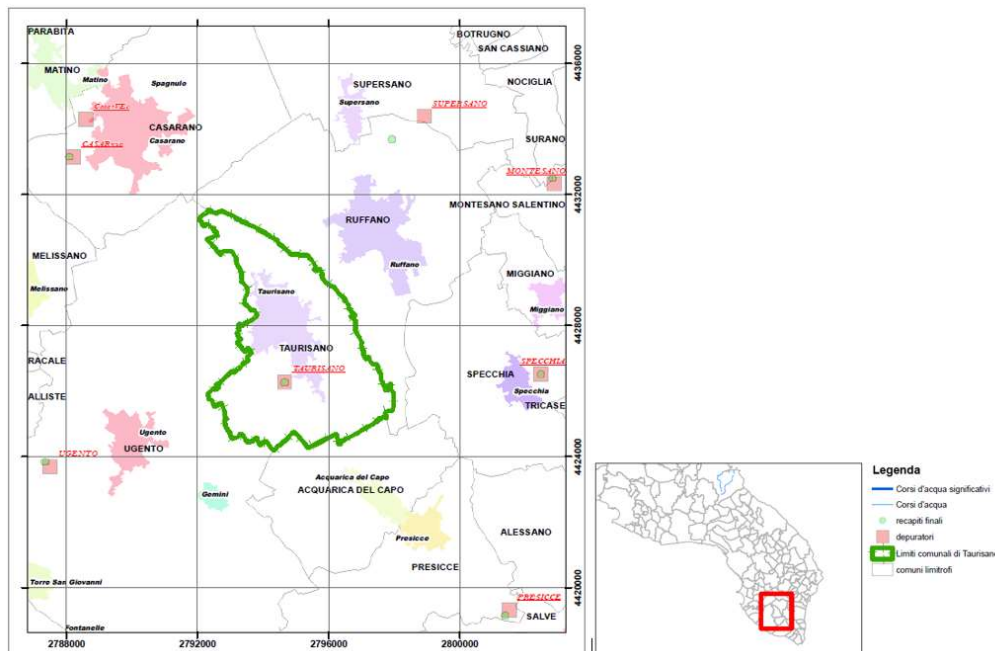 PARABITA
BOTRUGNO
SAN CASSIANO
MATINO
Matino
Spagnulo
SUPERSANO
NOCIGLIA
Supersano
SUPERSANO
CASARANO
Casarano
SURANO
MONTESANO
MONTESANO SALENTINO
RUFFANO
Ruffano
MELISSANO
Melissano
MIGGIANO
Miggiano
Taurisano
TAURISANO
TAURISANO
RACALE
SPECCHIA
SPECCHIA
Specchia
ALLISTE
TRICASE
Ugento
UGENTO
UGENTO
Gemini
Acquarica del Capo
ACQUARICA DEL CAPO
Presicce
ALESSANO
PRESICCE
Torre San Giovanni
PRESICCE
SALVE
Fontanelle
4436000
4432000
4428000
4424000
4420000
2788000
2792000
2796000
2800000
Legenda
Corsi d'acqua significativi
Corsi d'acqua
recapiti finali
depuratori
Limiti comunali di Taurisano
comuni limitrofi